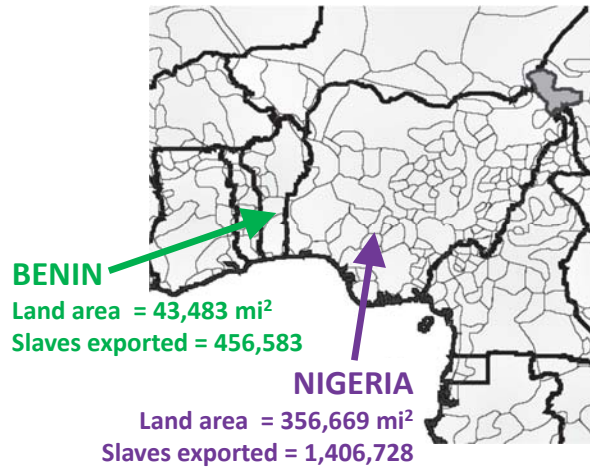 BENIN
Land area = 43,483 mi²
Slaves exported = 456,583
NIGERIA
Land area = 356,669 mi²
Slaves exported = 1,406,728